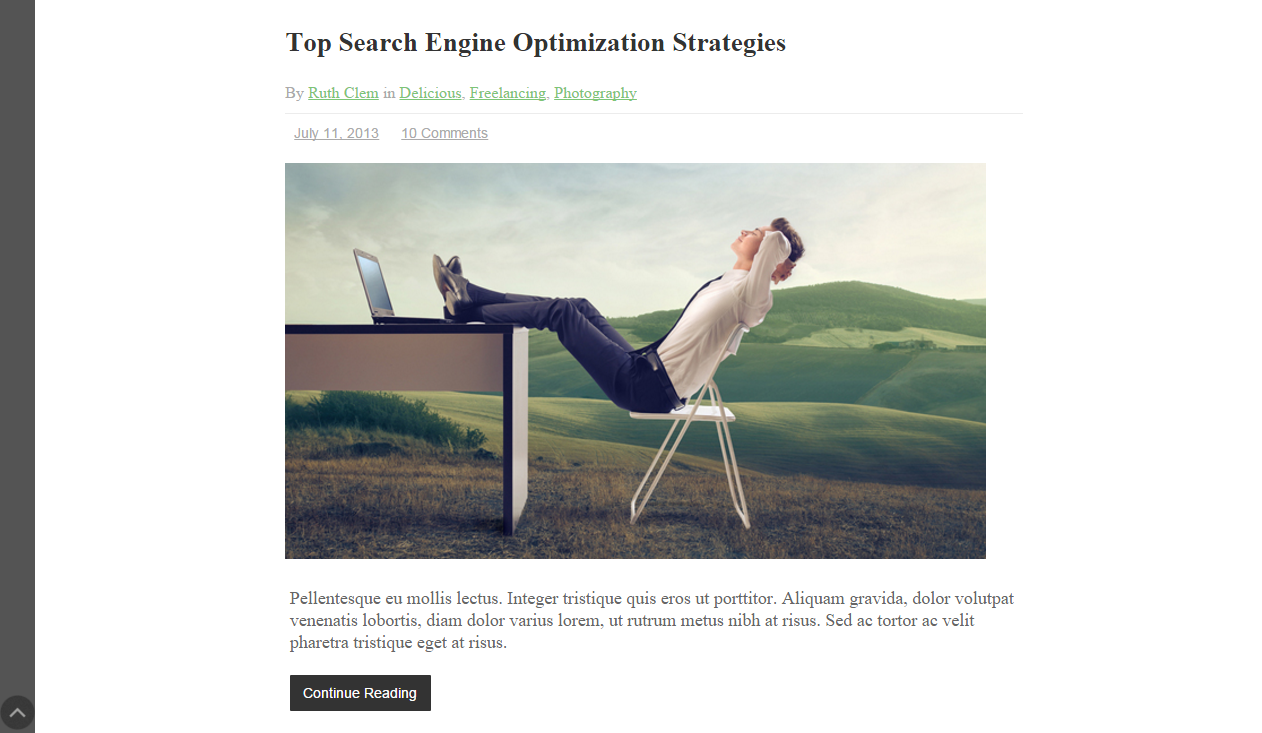 Top Search Engine Optimization Strategies
By Ruth Clem in Delicious, Freelancing, Photography
July 11, 2013 10 Comments
Pellentesque eu mollis lectus. Integer tristique quis eros ut porttitor. Aliquam gravida, dolor volutpat
venenatis lobortis, diam dolor varius lorem, ut rutrum metus nibh at risus. Sed ac tortor ac velit
pharetra tristique eget at risus.
Continue Reading